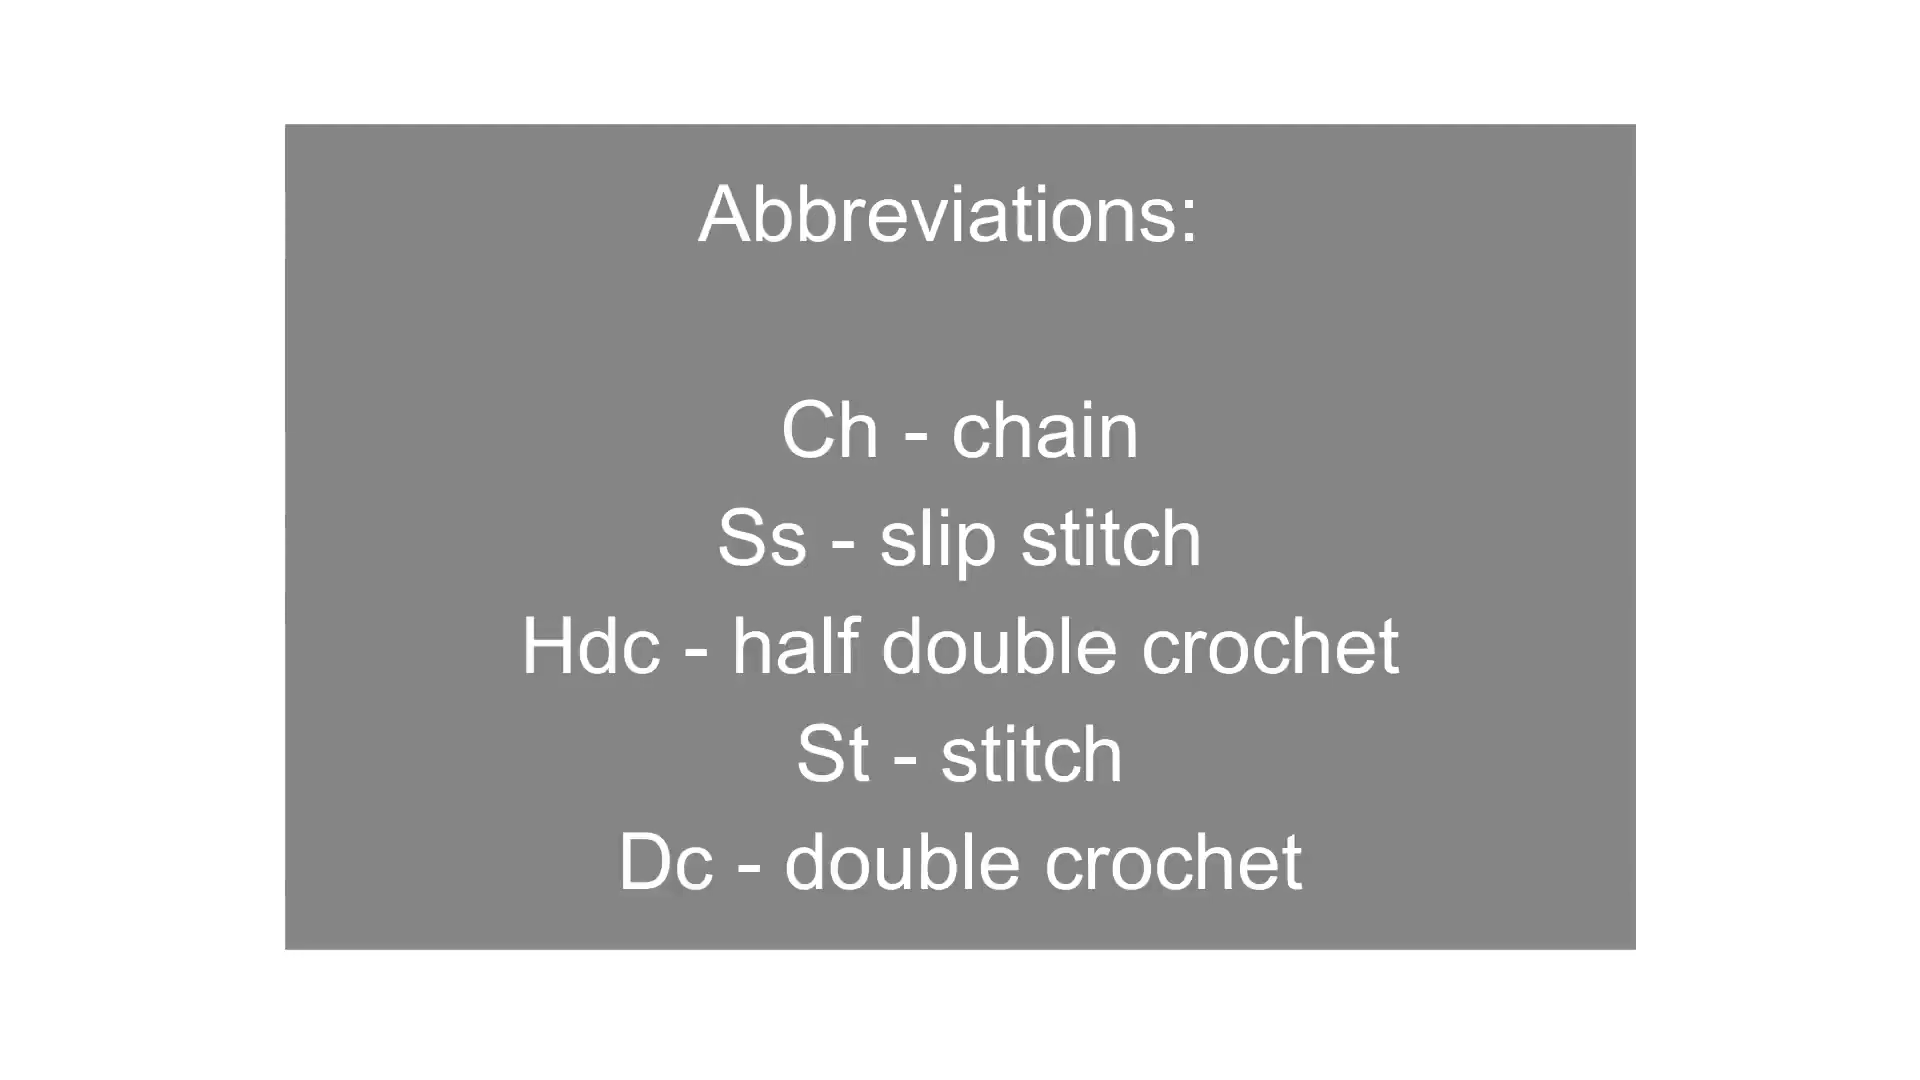 Abbreviations:
Ch - chain
Ss - slip stitch
Hdc - half double crochet
St - stitch
Dc - double crochet